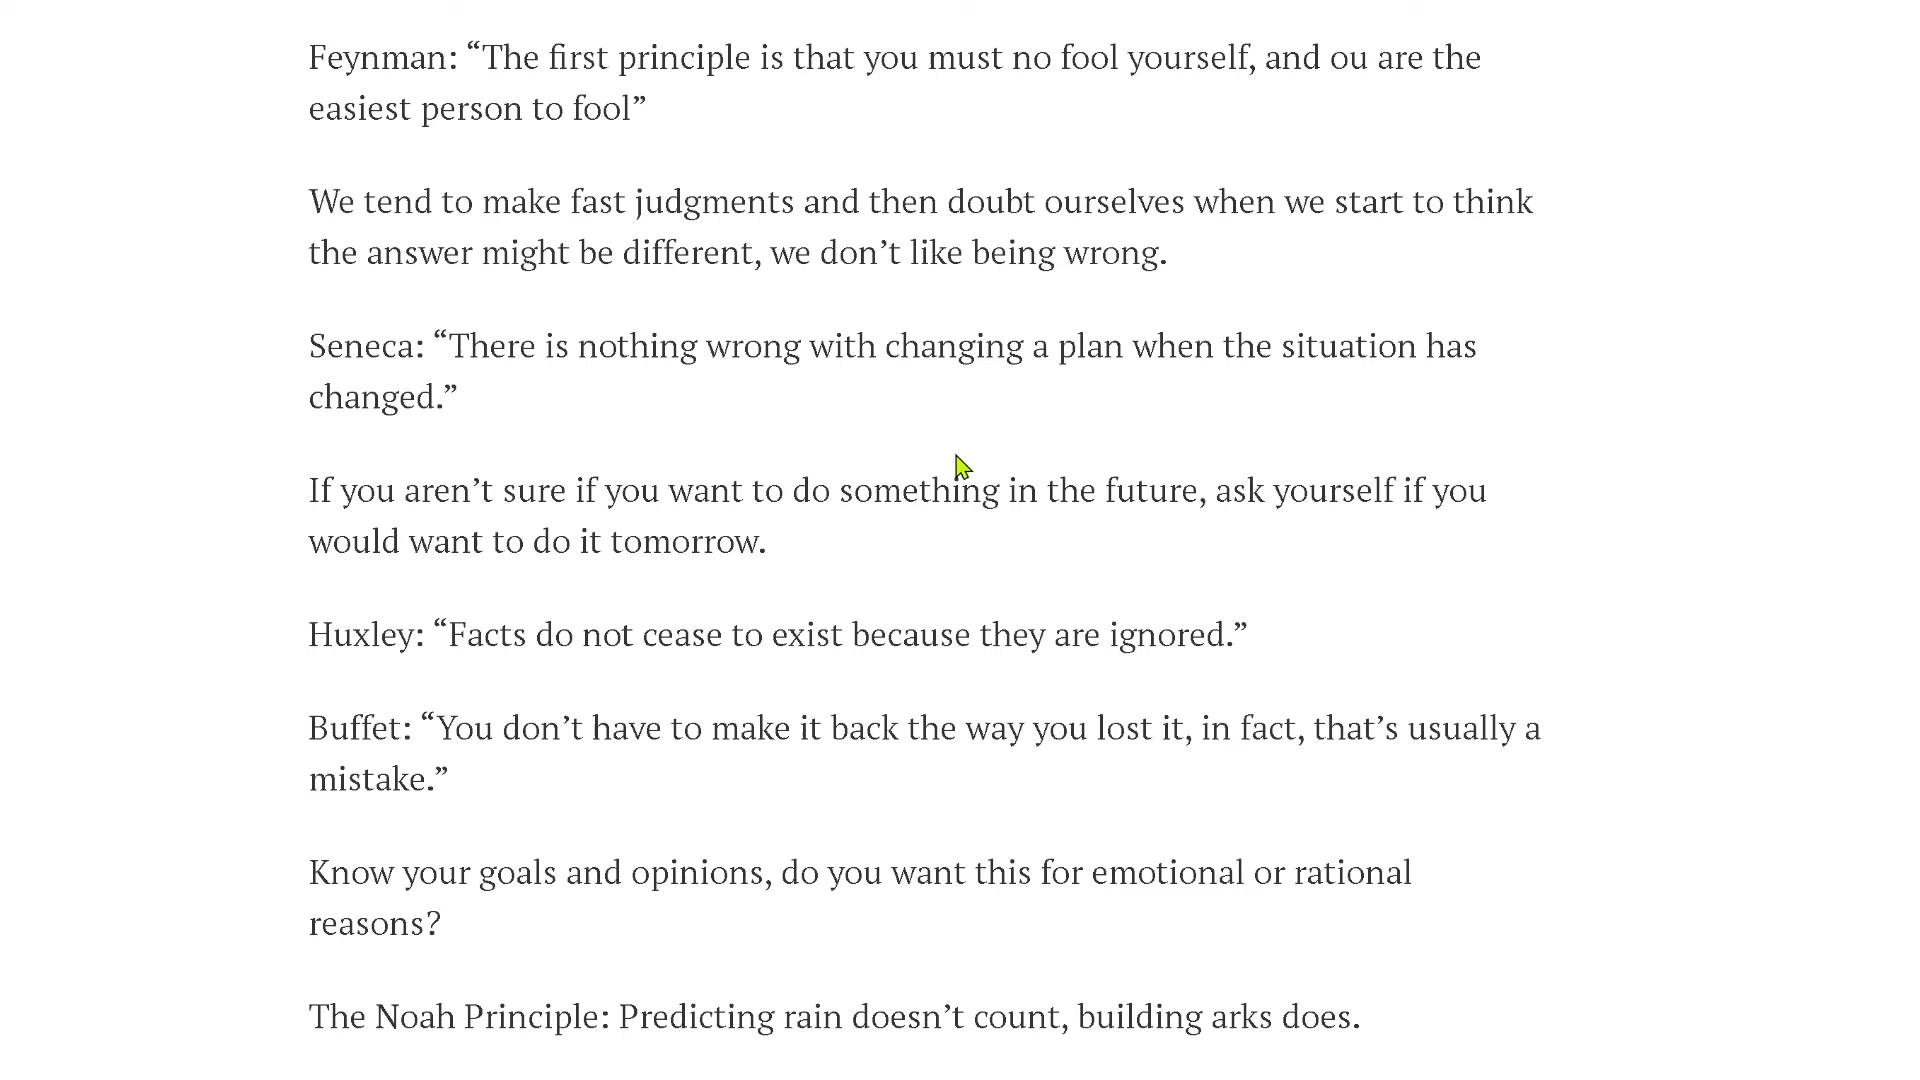 Feynman: “The first principle is that you must no fool yourself, and ou are the
easiest person to fool”
We tend to make fast judgments and then doubt ourselves when we start to think
the answer might be different, we don’t like being wrong.
Seneca: “There is nothing wrong with changing a plan when the situation has
changed.”
If you aren’t sure if you want to do something in the future, ask yourself if you
would want to do it tomorrow.
Huxley: “Facts do not cease to exist because they are ignored.”
Buffet: “You don’t have to make it back the way you lost it, in fact, that’s usually a
mistake.”
Know your goals and opinions, do you want this for emotional or rational
reasons?
The Noah Principle: Predicting rain doesn’t count, building arks does.